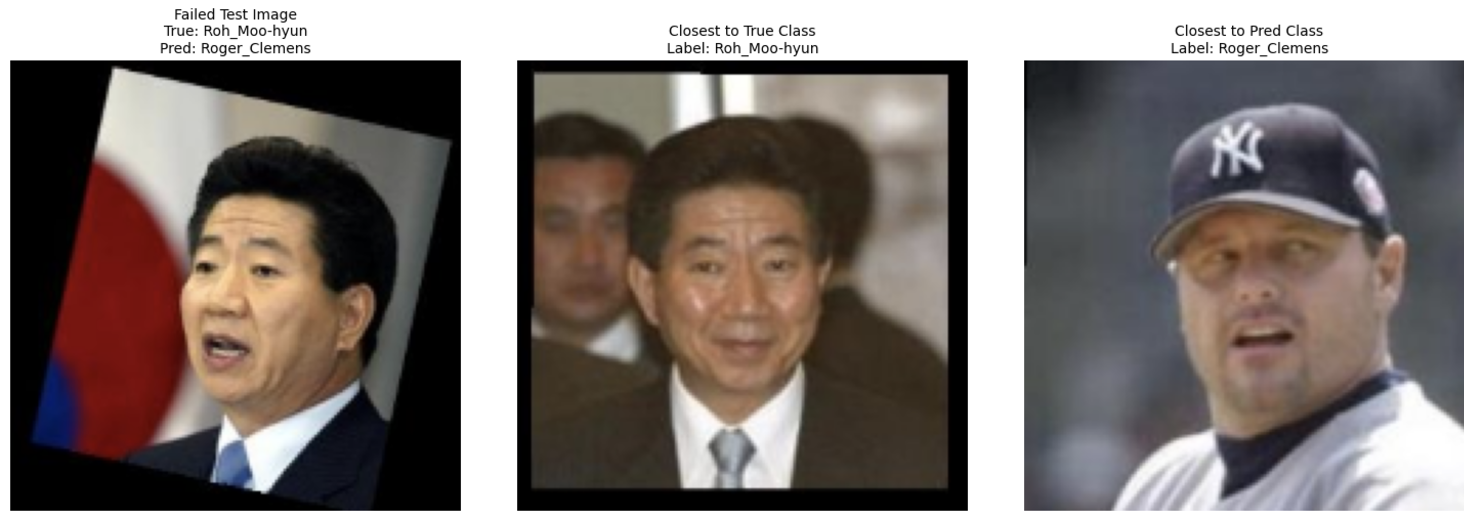 Failed Test Image
True: Roh_Moo-hyun
Pred: Roger_Clemens
Closest to True Class
Label: Roh_Moo-hyun
Closest to Pred Class
Label: Roger_Clemens
NY